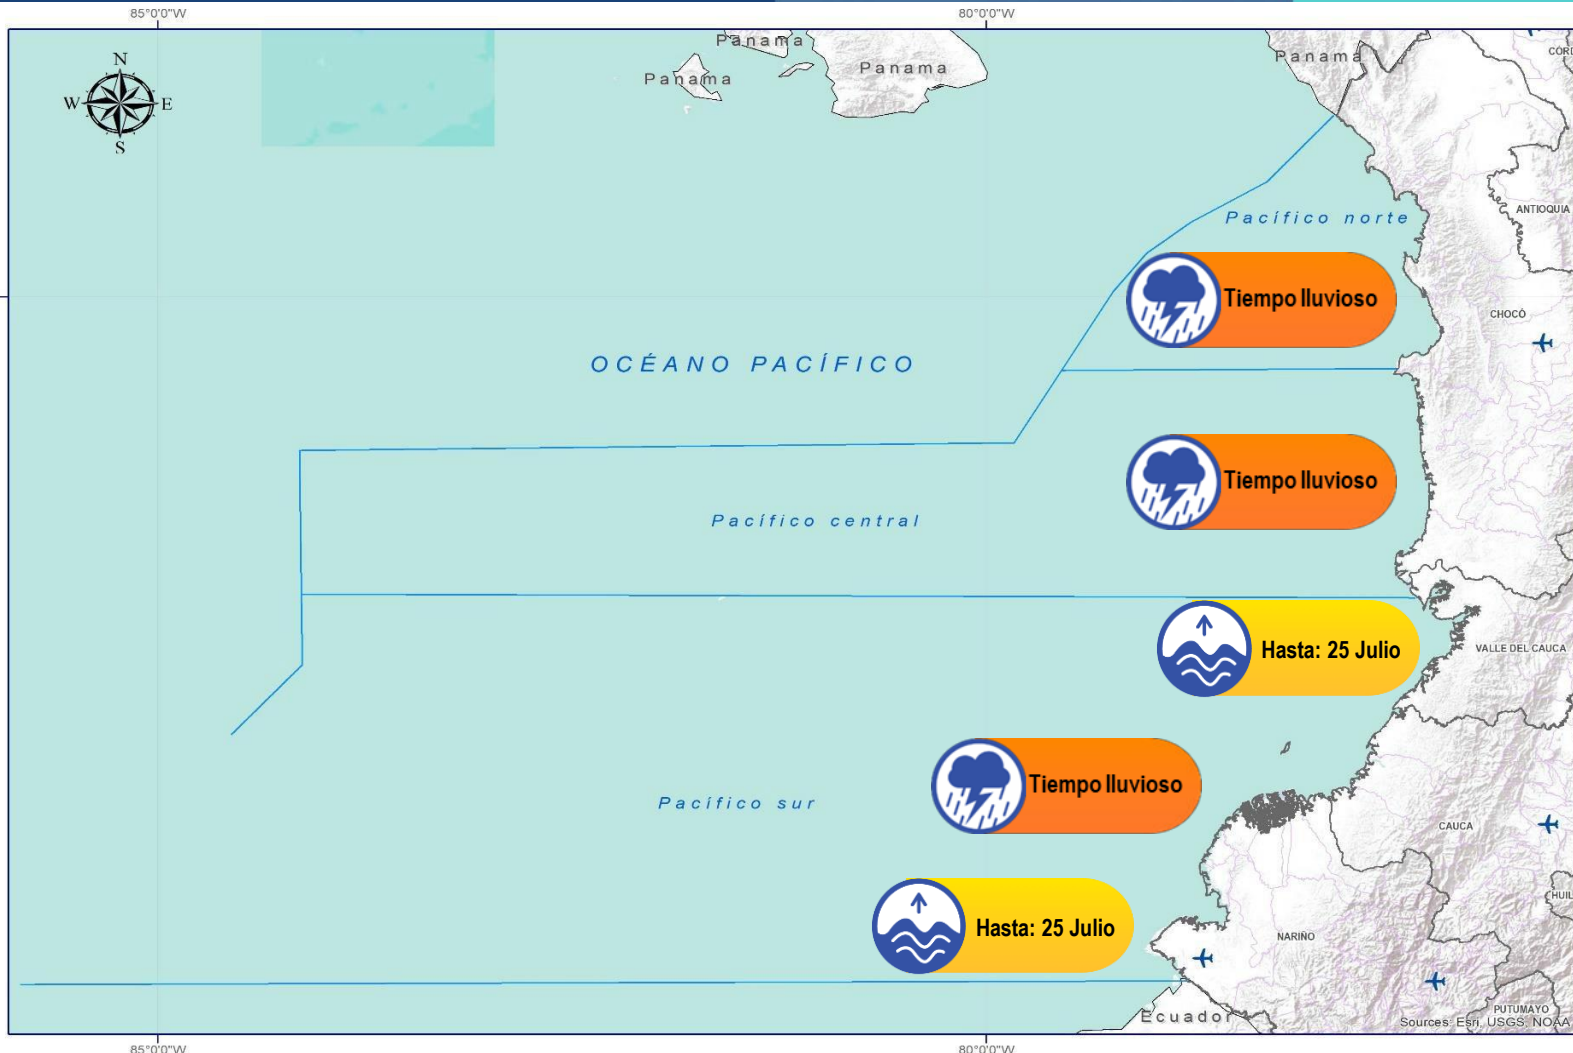 85°0'0"W 80°0'0"W
N
W E
S
Panama
Panama
Panama
Panama
ANTIOQUIA
Pacífico norte
Tiempo lluvioso
CHOCÓ
OCÉANO PACÍFICO
Tiempo lluvioso
Pacífico central
Hasta: 25 Julio
VALLE DEL CAUCA
Tiempo lluvioso
Pacífico sur
CAUCA
Hasta: 25 Julio
NARIÑO
PUTUMAYO
Ecuador
Sources: Esri, USGS, NOAA
85°0'0"W 80°0'0"W